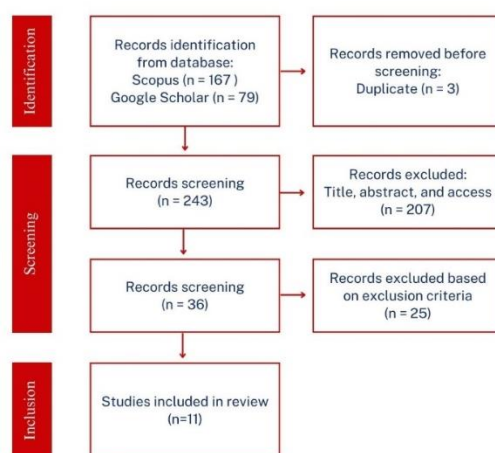 Identification
Records identification
from database:
Scopus (n = 167 )
Google Scholar (n = 79)
Records removed before
screening:
Duplicate (n = 3)
Screening
Records screening
(n = 243)
Records excluded:
Title, abstract, and access
(n = 207)
Records screening
(n = 36)
Records excluded based
on exclusion criteria
(n = 25)
Inclusion
Studies included in review
(n=11)